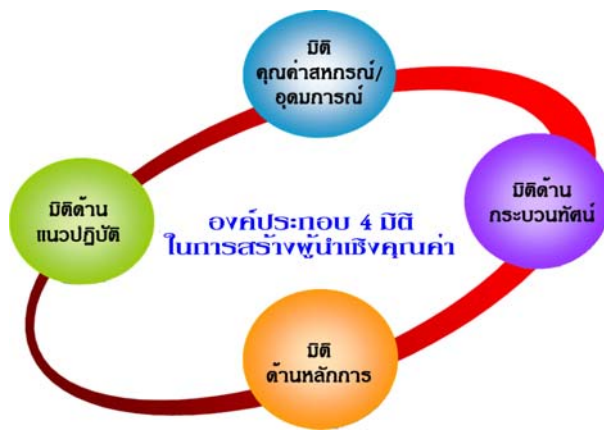 มิติ
คุณค่าสหกรณ์/
อุดมการณ์
มิติด้าน
กระบวนทัศน์
มิติด้าน
แนวปฏิบัติ
องค์ประกอบ 4 มิติ
ในการสร้างผู้นำเชิงคุณค่า
มิติ
ด้านหลักการ